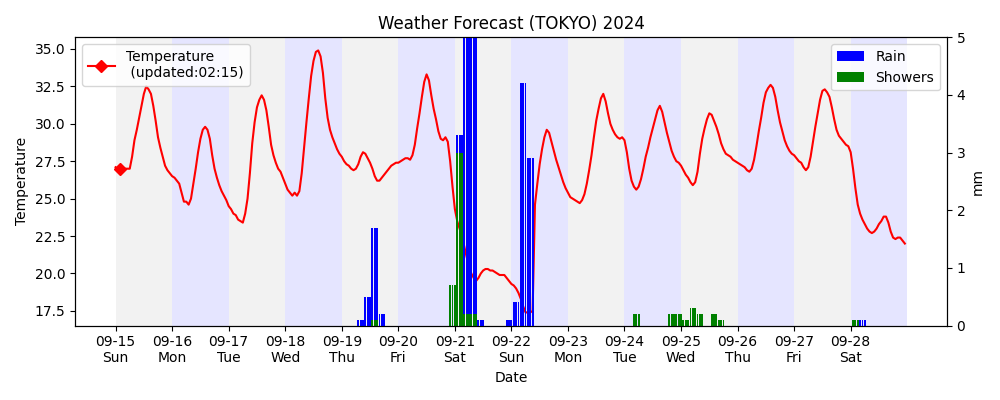 Weather Forecast (TOKYO) 2024
Temperature
(updated:02:15)
Rain
Showers
Temperature
35.0
32.5
30.0
27.5
25.0
22.5
20.0
17.5
5
4
3
2
1
0
mm
09-15 09-16 09-17 09-18 09-19 09-20 09-21 09-22 09-23 09-24 09-25 09-26 09-27 09-28
Sun Mon Tue Wed Thu Fri Sat Sun Mon Tue Wed Thu Fri Sat
Date